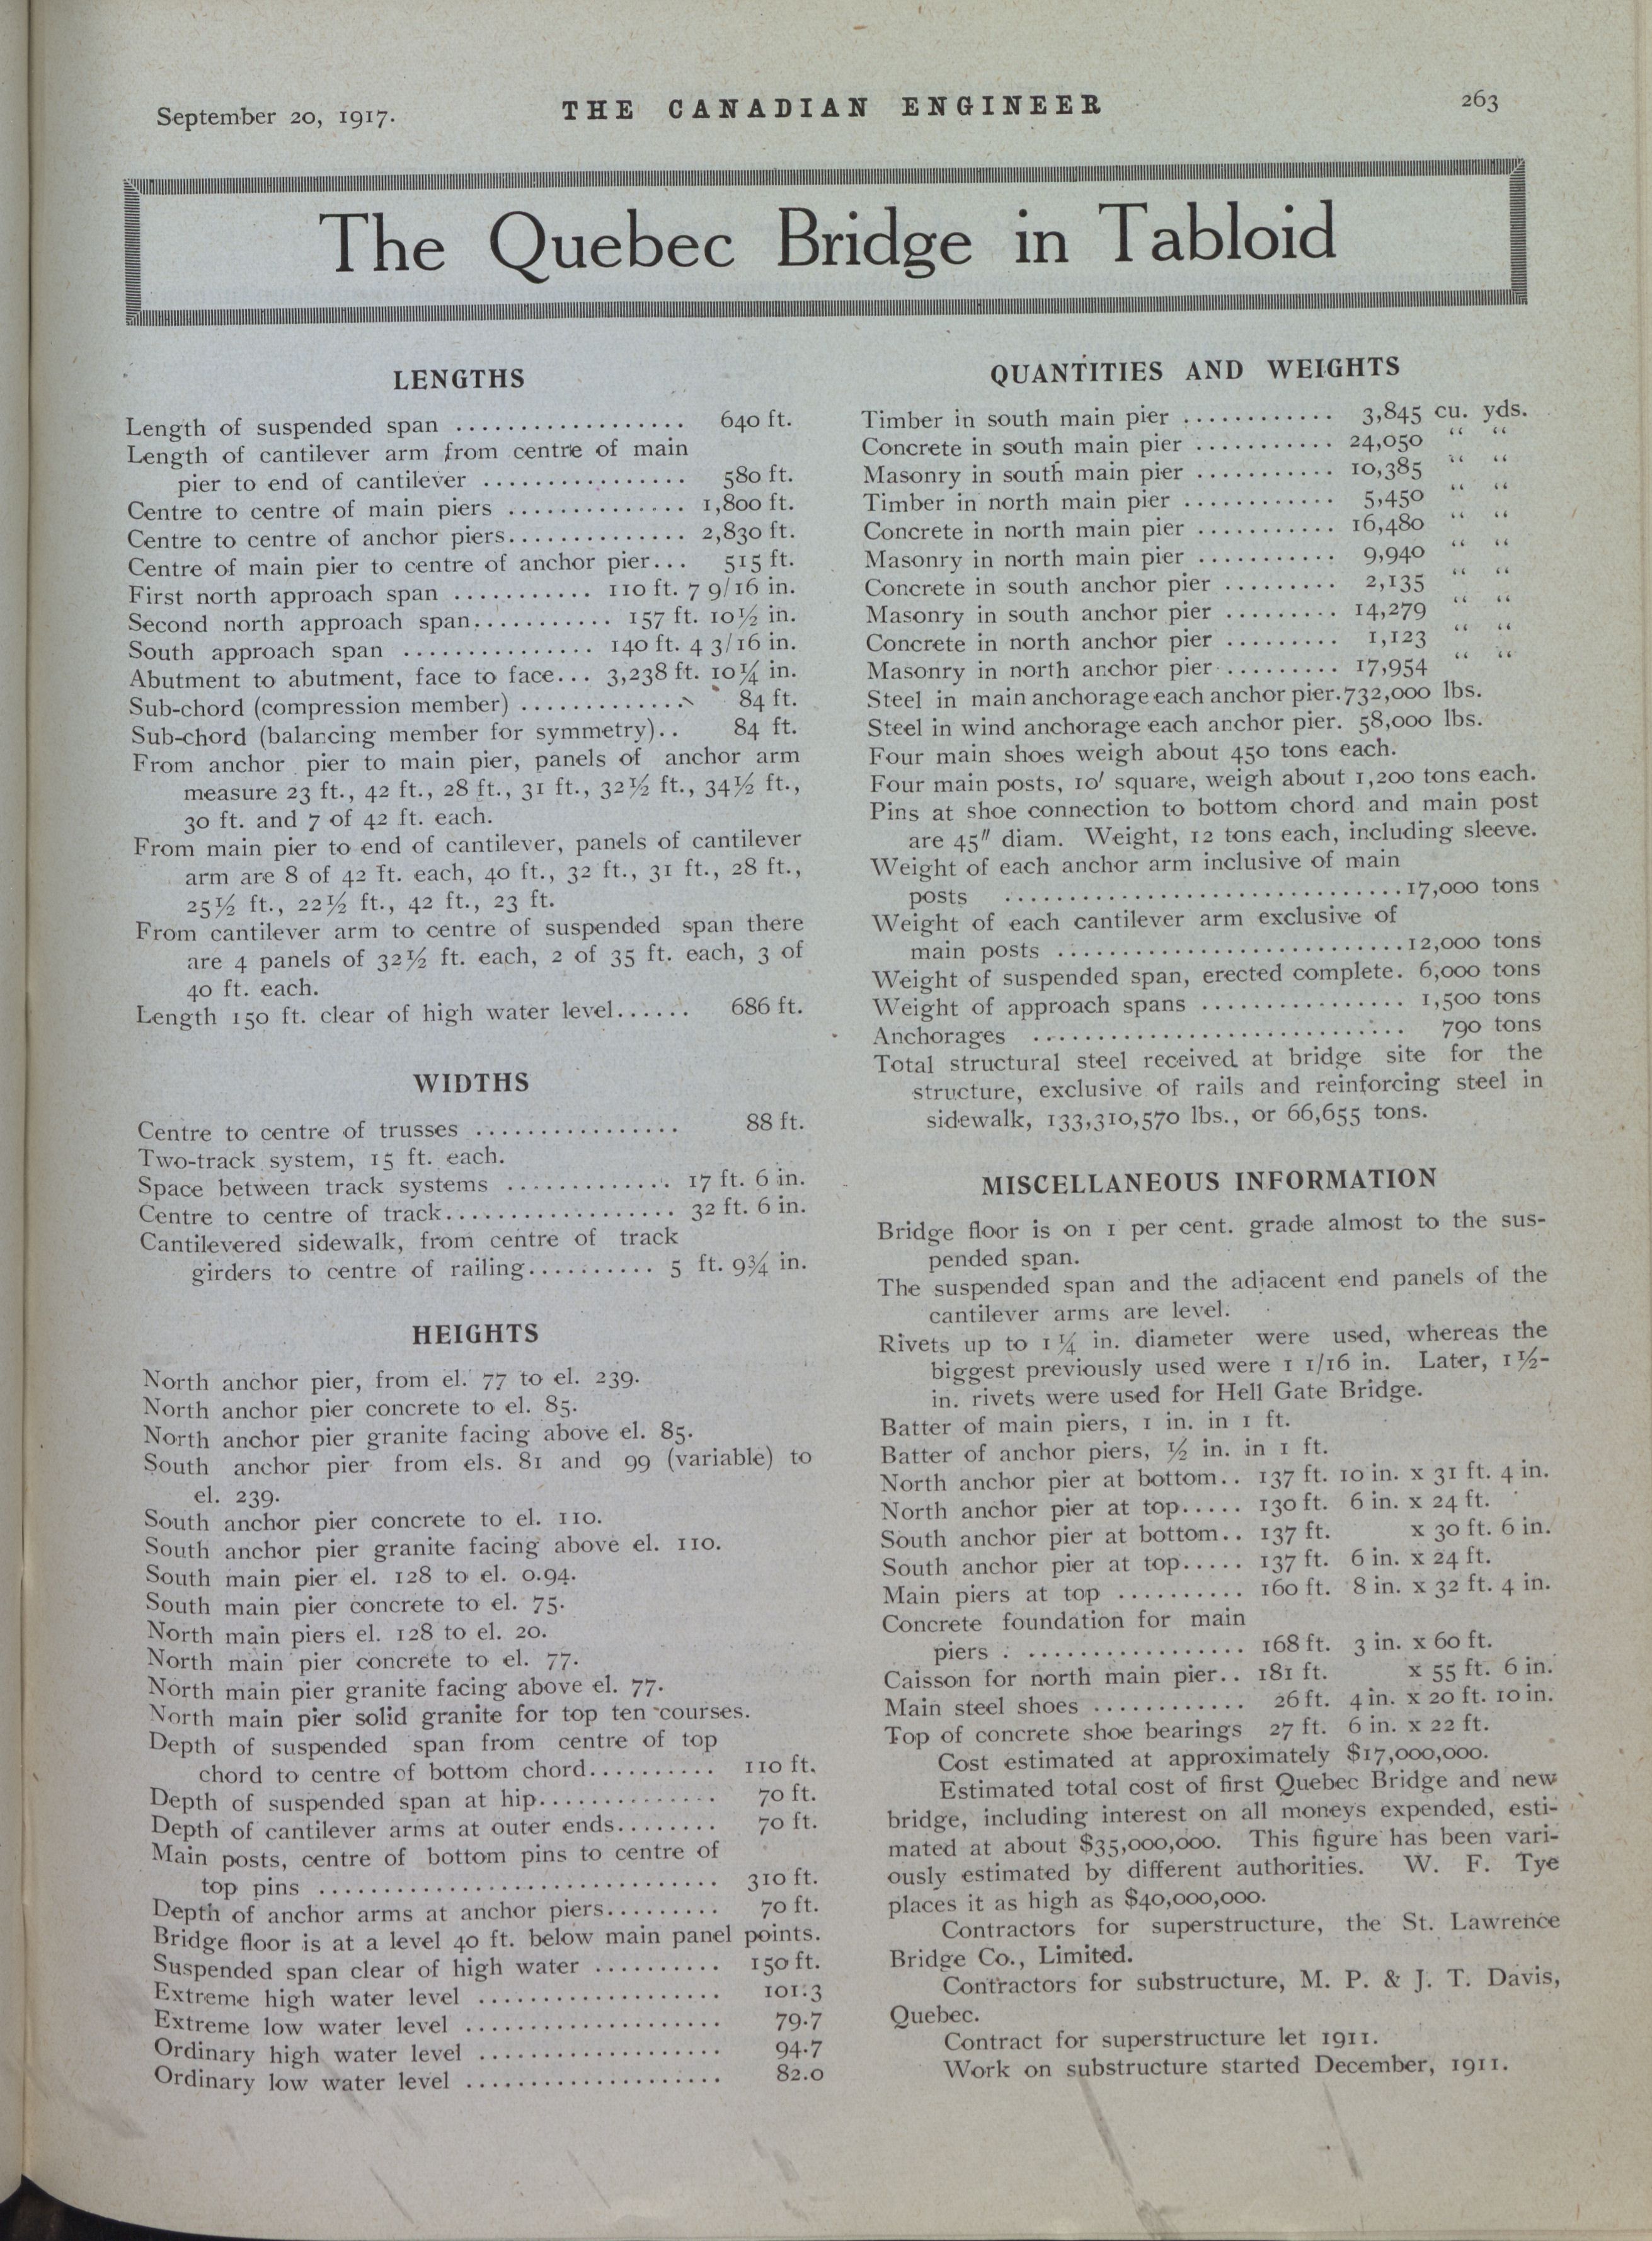 September 20, 1917.
THE CANADIAN ENGINEER
263
The Quebec Bridge in Tabloid
LENGTHS
Length of suspended span .................. 640 ft.
Length of cantilever arm from centre of main
pier to end of cantilever ................ 580 ft.
Centre to centre of main piers .............. 1,800 ft.
Centre to centre of anchor piers.............. 2,830 ft.
Centre of main pier to centre of anchor pier... 515 ft.
First north approach span ........... 110 ft. 7 9/16 in.
Second north approach span........... 157 ft. 10½ in.
South approach span ............... 140 ft. 4 3/16 in.
Abutment to abutment, face to face... 3,238 ft. 10¼ in.
Sub-chord (compression member) ............. 84 ft.
Sub-chord (balancing member for symmetry).. 84 ft.
From anchor pier to main pier, panels of anchor arm
measure 23 ft., 42 ft., 28 ft., 31 ft., 32½ ft., 34½ ft.,
30 ft. and 7 of 42 ft. each.
From main pier to end of cantilever, panels of cantilever
arm are 8 of 42 ft. each, 40 ft., 32 ft., 31 ft., 28 ft.,
25½ ft., 22½ ft., 42 ft., 23 ft.
From cantilever arm to centre of suspended span there
are 4 panels of 32½ ft. each, 2 of 35 ft. each, 3 of
40 ft. each.
Length 150 ft. clear of high water level...... 686 ft.
WIDTHS
Centre to centre of trusses ................ 88 ft.
Two-track system, 15 ft. each.
Space between track systems ............. 17 ft. 6 in.
Centre to centre of track.................. 32 ft. 6 in.
Cantilevered sidewalk, from centre of track
girders to centre of railing.......... 5 ft. 9¾ in.
HEIGHTS
North anchor pier, from el. 77 to el. 239.
North anchor pier concrete to el. 85.
North anchor pier granite facing above el. 85.
South anchor pier from els. 81 and 99 (variable) to
el. 239.
South anchor pier concrete to el. 110.
South anchor pier granite facing above el. 110.
South main pier el. 128 to el. 0.94.
South main pier concrete to el. 75.
North main piers el. 128 to el. 20.
North main pier concrete to el. 77.
North main pier granite facing above el. 77.
North main pier solid granite for top ten courses.
Depth of suspended span from centre of top
chord to centre of bottom chord.......... 110 ft.
Depth of suspended span at hip.............. 70 ft.
Depth of cantilever arms at outer ends........ 70 ft.
Main posts, centre of bottom pins to centre of
top pins ............................... 310 ft.
Depth of anchor arms at anchor piers......... 70 ft.
Bridge floor is at a level 40 ft. below main panel points.
Suspended span clear of high water .......... 150 ft.
Extreme high water level ................... 101.3
Extreme low water level .................... 79.7
Ordinary high water level ................... 94.7
Ordinary low water level .................... 82.0
QUANTITIES AND WEIGHTS
Timber in south main pier ............ 3,845 cu. yds.
Concrete in south main pier ........... 24,050 “ “
Masonry in south main pier ........... 10,385 “ “
Timber in north main pier ............ 5,450 “ “
Concrete in north main pier ........... 16,480 “ “
Masonry in north main pier ........... 9,940 “ “
Concrete in south anchor pier ......... 2,135 “ “
Masonry in south anchor pier ......... 14,279 “ “
Concrete in north anchor pier ......... 1,123 “ “
Masonry in north anchor pier ......... 17,954 “ “
Steel in main anchorage each anchor pier. 732,000 lbs.
Steel in wind anchorage each anchor pier. 58,000 lbs.
Four main shoes weigh about 450 tons each.
Four main posts, 10′ square, weigh about 1,200 tons each.
Pins at shoe connection to bottom chord and main post
are 45″ diam. Weight, 12 tons each, including sleeve.
Weight of each anchor arm inclusive of main
posts ............................... 17,000 tons
Weight of each cantilever arm exclusive of
main posts ........................... 12,000 tons
Weight of suspended span, erected complete. 6,000 tons
Weight of approach spans ................ 1,500 tons
Anchorages ............................. 790 tons
Total structural steel received at bridge site for the
structure, exclusive of rails and reinforcing steel in
sidewalk, 133,310,570 lbs., or 66,655 tons.
MISCELLANEOUS INFORMATION
Bridge floor is on 1 per cent. grade almost to the sus-
pended span.
The suspended span and the adjacent end panels of the
cantilever arms are level.
Rivets up to 1¼ in. diameter were used, whereas the
biggest previously used were 1 1/16 in. Later, 1½-
in. rivets were used for Hell Gate Bridge.
Batter of main piers, 1 in. in 1 ft.
Batter of anchor piers, ½ in. in 1 ft.
North anchor pier at bottom.. 137 ft. 10 in. x 31 ft. 4 in.
North anchor pier at top..... 130 ft. 6 in. x 24 ft.
South anchor pier at bottom.. 137 ft. x 30 ft. 6 in.
South anchor pier at top..... 137 ft. 6 in. x 24 ft.
Main piers at top .......... 160 ft. 8 in. x 32 ft. 4 in.
Concrete foundation for main
piers . ................. 168 ft. 3 in. x 60 ft.
Caisson for north main pier.. 181 ft. x 55 ft. 6 in.
Main steel shoes ............ 26 ft. 4 in. x 20 ft. 10 in.
Top of concrete shoe bearings 27 ft. 6 in. x 22 ft.
Cost estimated at approximately $17,000,000.
Estimated total cost of first Quebec Bridge and new
bridge, including interest on all moneys expended, esti-
mated at about $35,000,000. This figure has been vari-
ously estimated by different authorities. W. F. Tye
places it as high as $40,000,000.
Contractors for superstructure, the St. Lawrence
Bridge Co., Limited.
Contractors for substructure, M. P. & J. T. Davis,
Quebec.
Contract for superstructure let 1911.
Work on substructure started December, 1911.